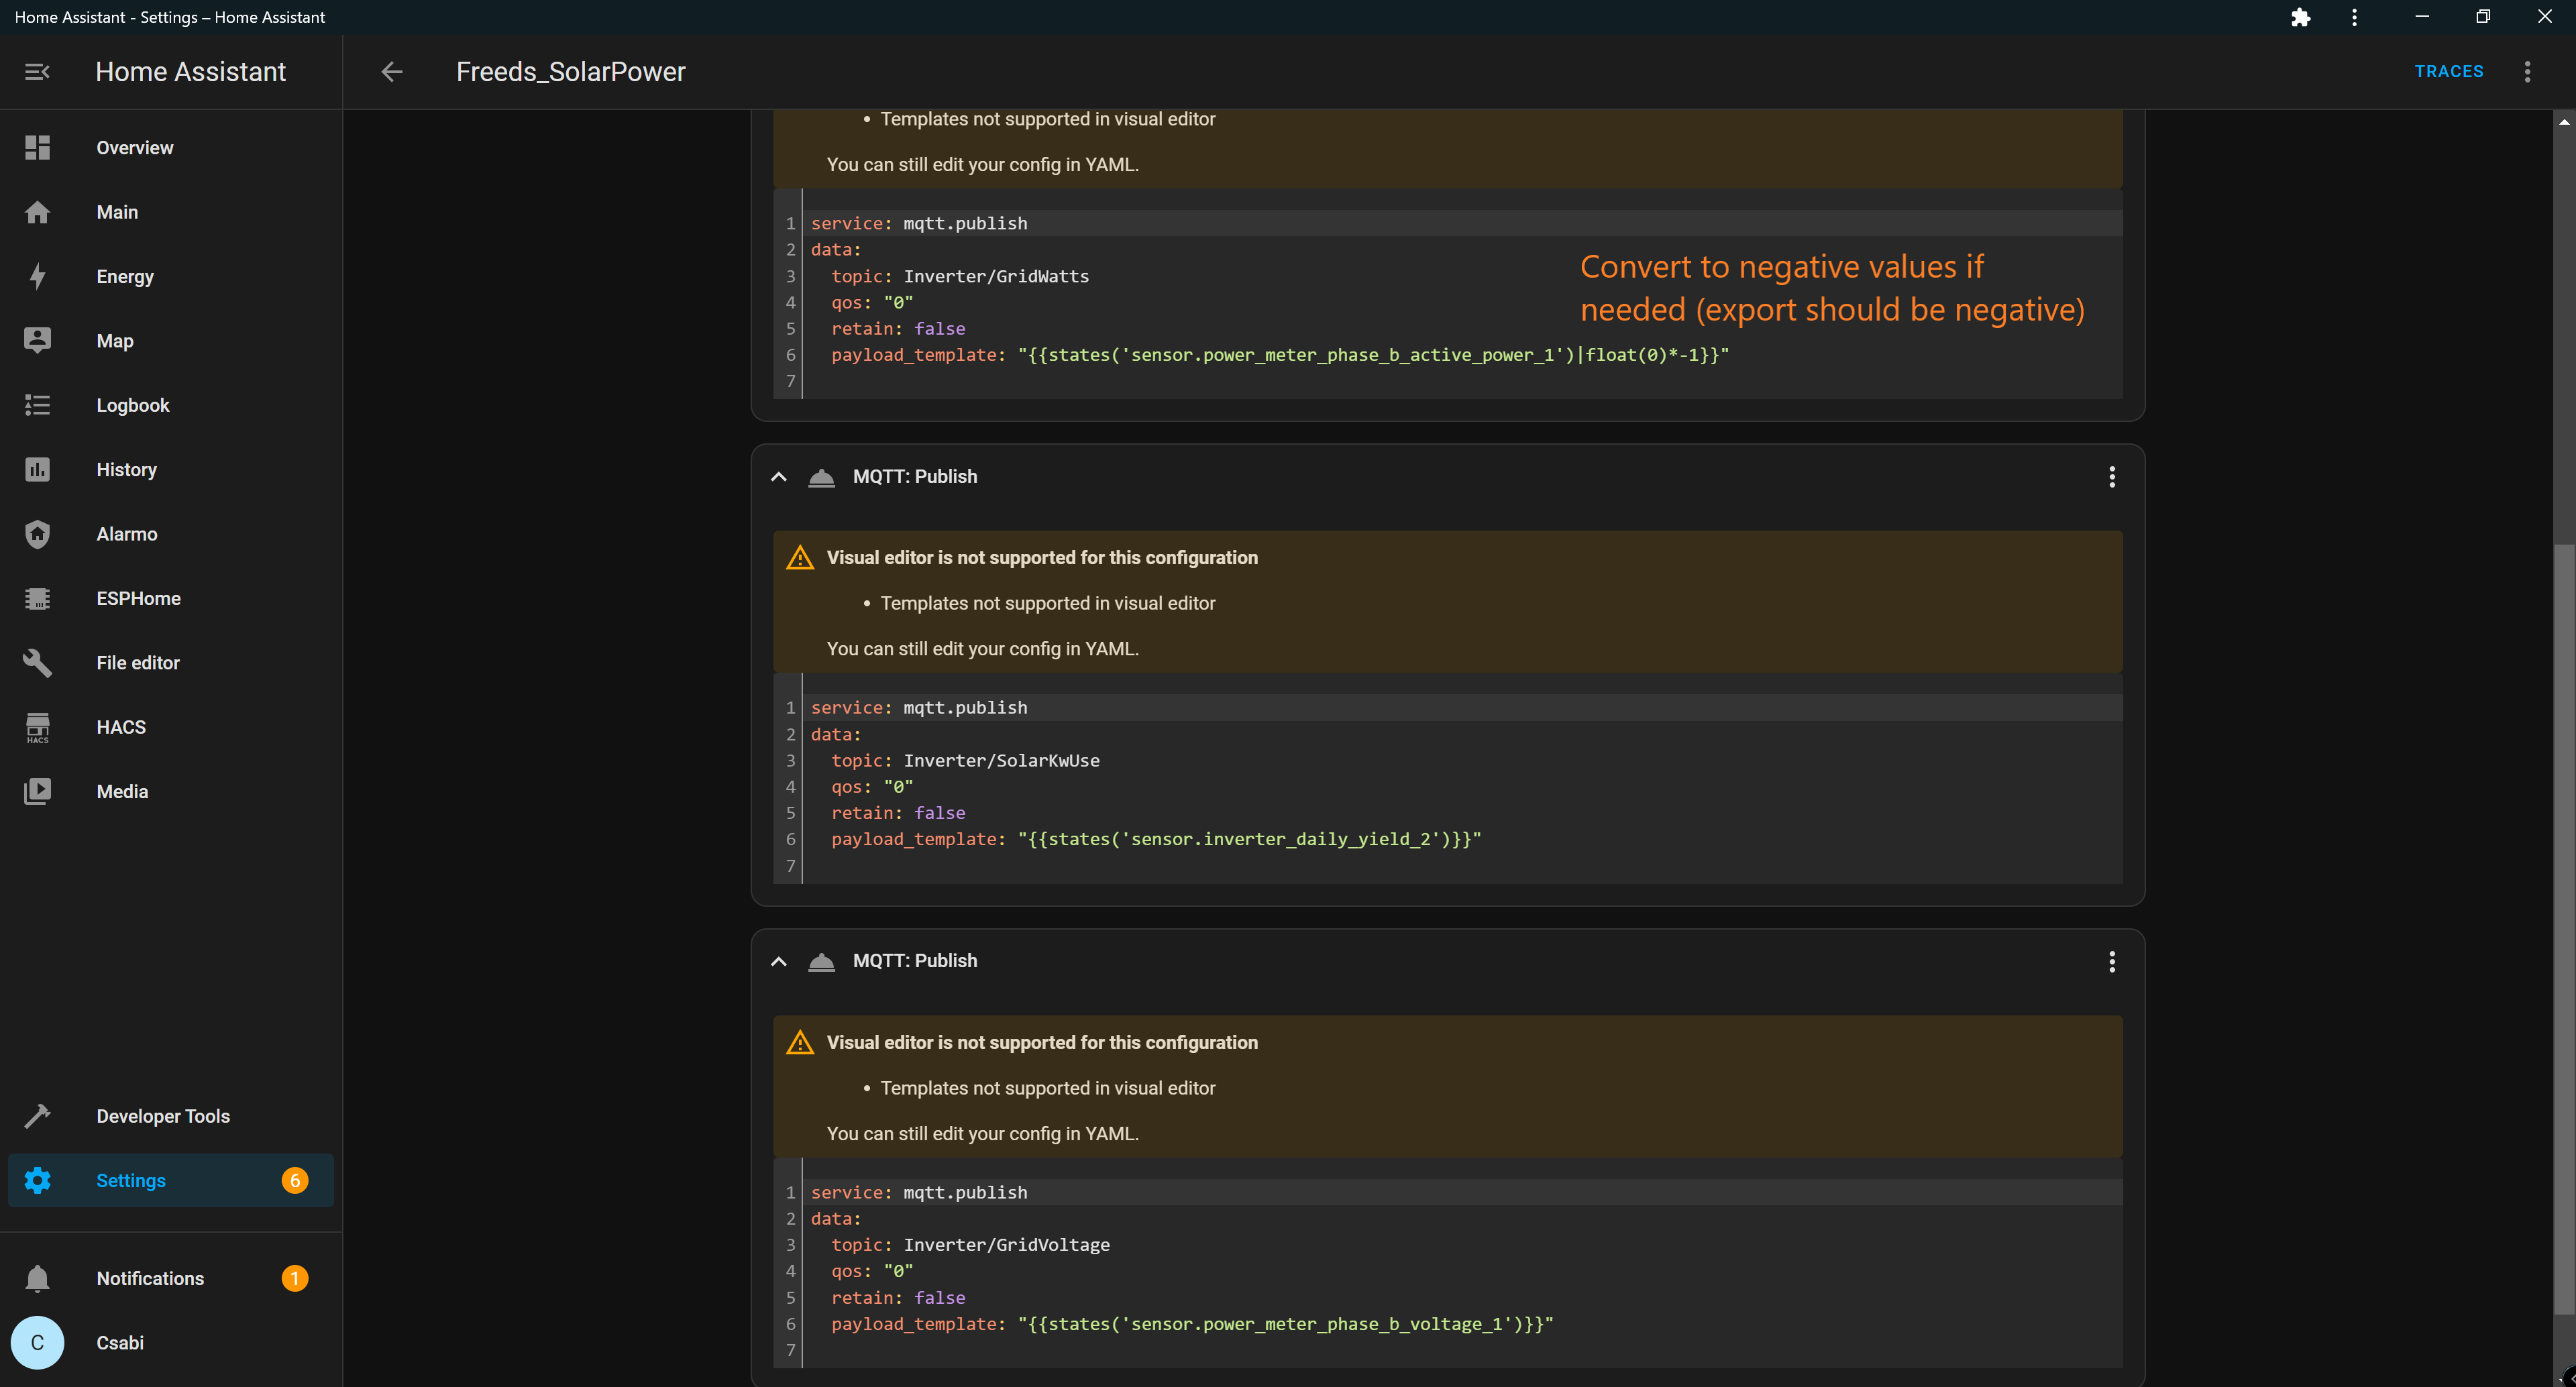 Home Assistant - Settings – Home Assistant
Home Assistant
Freeds_SolarPower
TRACES
Overview
Main
Energy
Map
Logbook
History
Alarmo
ESPHome
File editor
HACS
HACS
Media
Developer Tools
Settings
6
Notifications
1
C
Csabi
• Templates not supported in visual editor
You can still edit your config in YAML.
1 service: mqtt.publish
2 data:
3 topic: Inverter/GridWatts
4 qos: "0"
5 retain: false
6 payload_template: "{{states('sensor.power_meter_phase_b_active_power_1')|float(0)*-1}}"
7
Convert to negative values if
needed (export should be negative)
MQTT: Publish
Visual editor is not supported for this configuration
• Templates not supported in visual editor
You can still edit your config in YAML.
1 service: mqtt.publish
2 data:
3 topic: Inverter/SolarKwUse
4 qos: "0"
5 retain: false
6 payload_template: "{{states('sensor.inverter_daily_yield_2')}}"
7
MQTT: Publish
Visual editor is not supported for this configuration
• Templates not supported in visual editor
You can still edit your config in YAML.
1 service: mqtt.publish
2 data:
3 topic: Inverter/GridVoltage
4 qos: "0"
5 retain: false
6 payload_template: "{{states('sensor.power_meter_phase_b_voltage_1')}}"
7